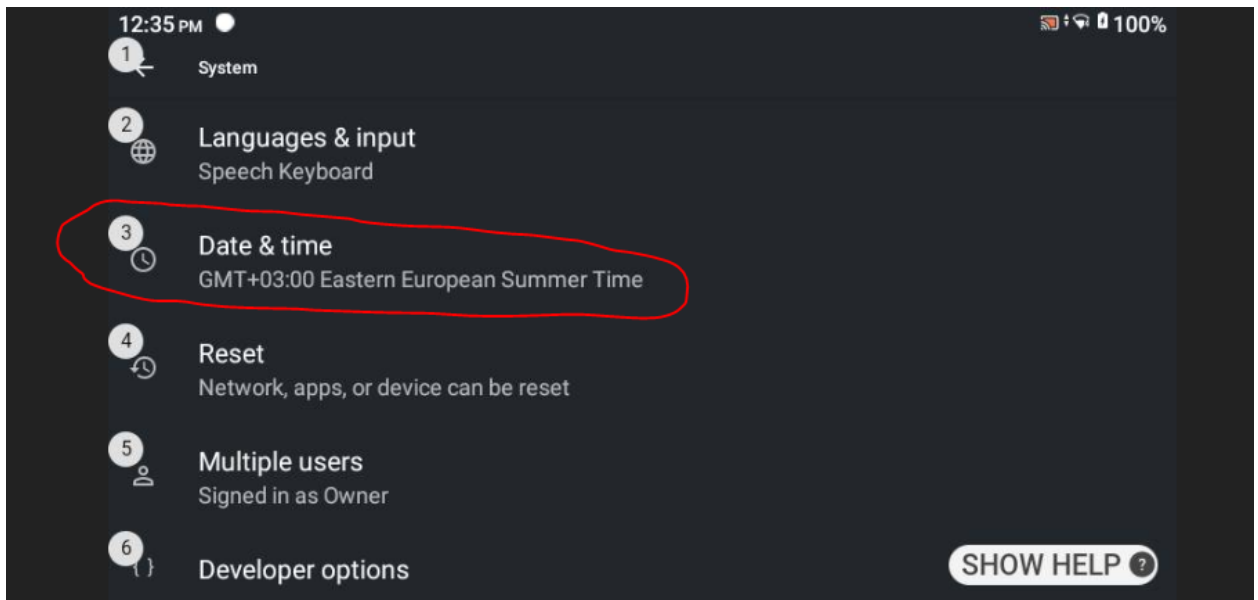 12:35 PM 100%
1 System
2 Languages & input
Speech Keyboard
3 Date & time
GMT+03:00 Eastern European Summer Time
4 Reset
Network, apps, or device can be reset
5 Multiple users
Signed in as Owner
6 Developer options
SHOW HELP ?